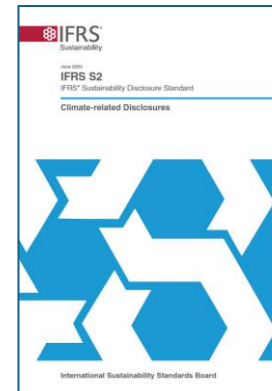 IFRS
Sustainability
June 2023
IFRS S2
IFRS® Sustainability Disclosure Standard
Climate-related Disclosures
International Sustainability Standards Board